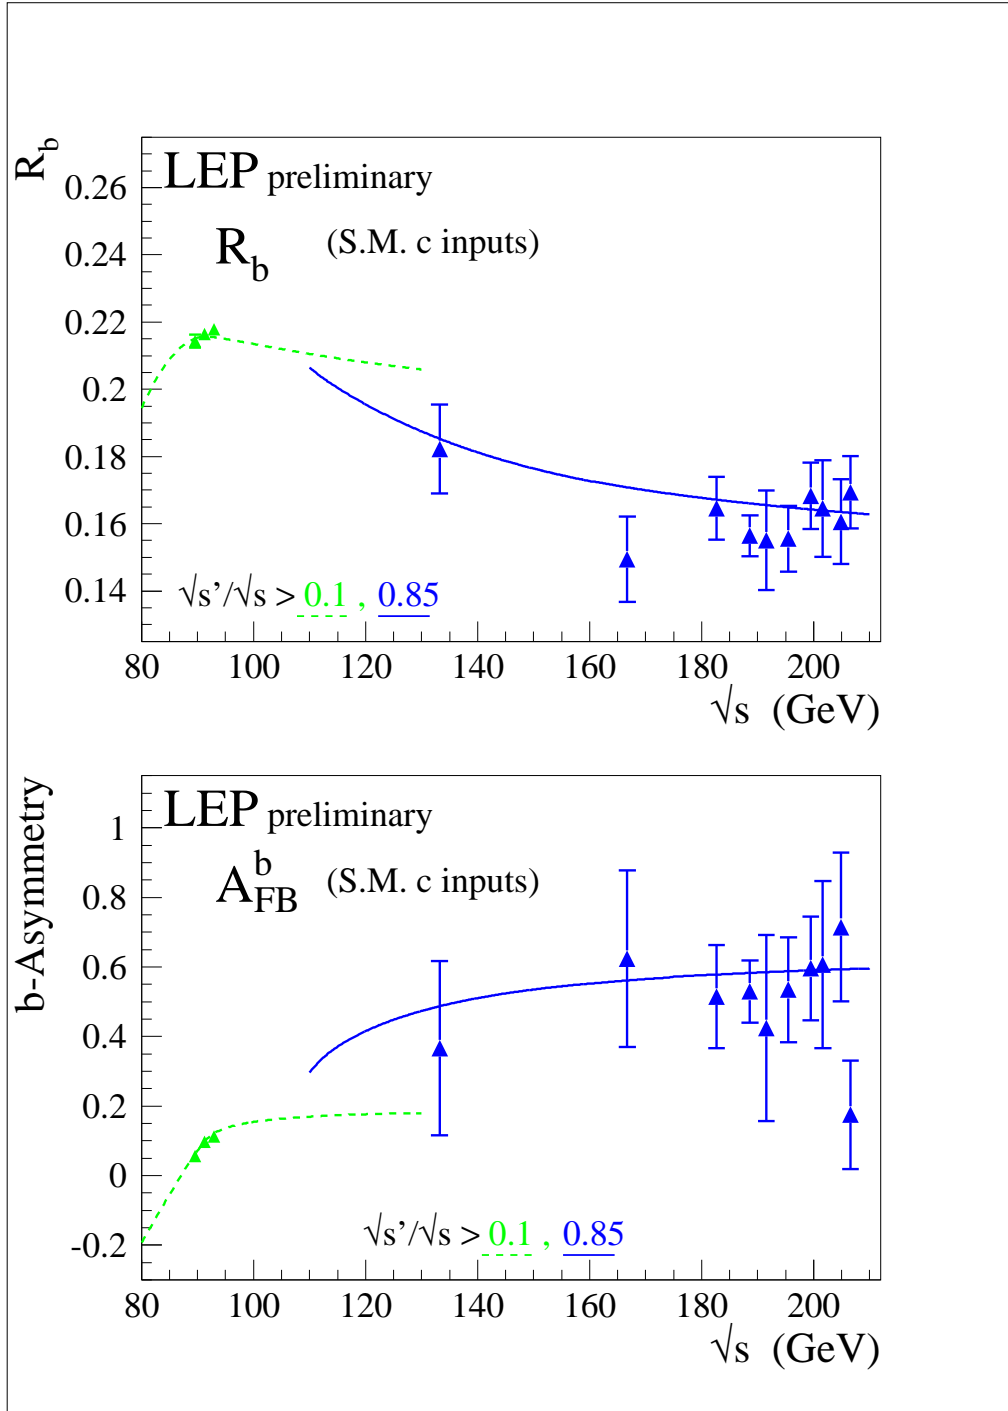 R_b
LEP preliminary
R_b (S.M. c inputs)
0.26
0.24
0.22
0.2
0.18
0.16
0.14
√s’/√s > 0.1 , 0.85
80 100 120 140 160 180 200
√s (GeV)
b-Asymmetry
LEP preliminary
A_FB^b (S.M. c inputs)
1
0.8
0.6
0.4
0.2
0
-0.2
√s’/√s > 0.1 , 0.85
80 100 120 140 160 180 200
√s (GeV)